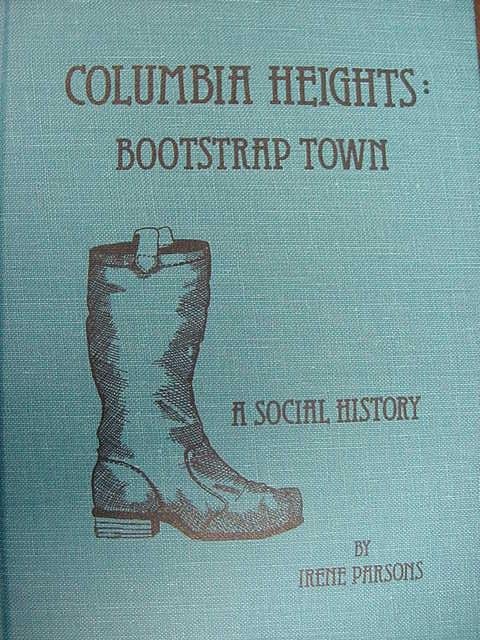 COLUMBIA HEIGHTS:
BOOTSTRAP TOWN
A SOCIAL HISTORY
BY
IRENE PARSONS